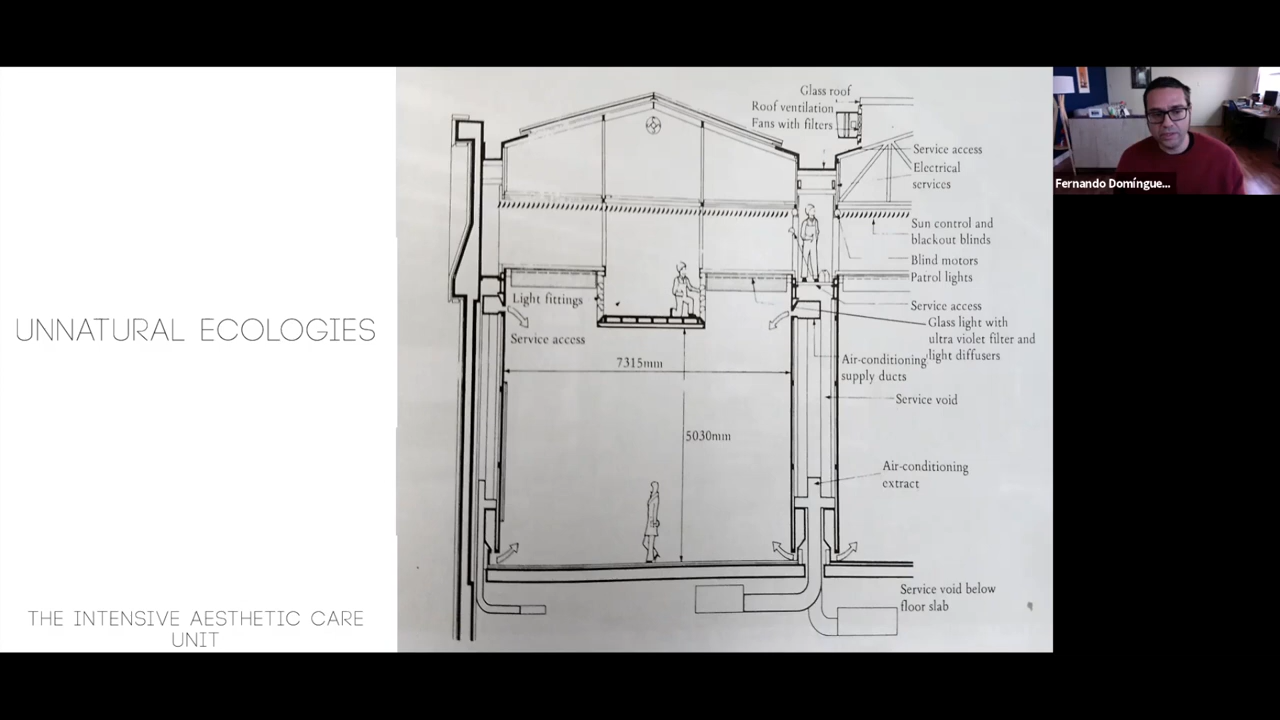 UNNATURAL ECOLOGIES
THE INTENSIVE AESTHETIC CARE
UNIT
Glass roof
Roof ventilation
Fans with filters
Service access
Electrical
services
Sun control and
blackout blinds
Blind motors
Patrol lights
Light fittings
Service access
Service access
Glass light with
ultra violet filter and
light diffusers
7315mm
Air-conditioning
supply ducts
Service void
5030mm
Air-conditioning
extract
Service void below
floor slab
Fernando Domíngue...